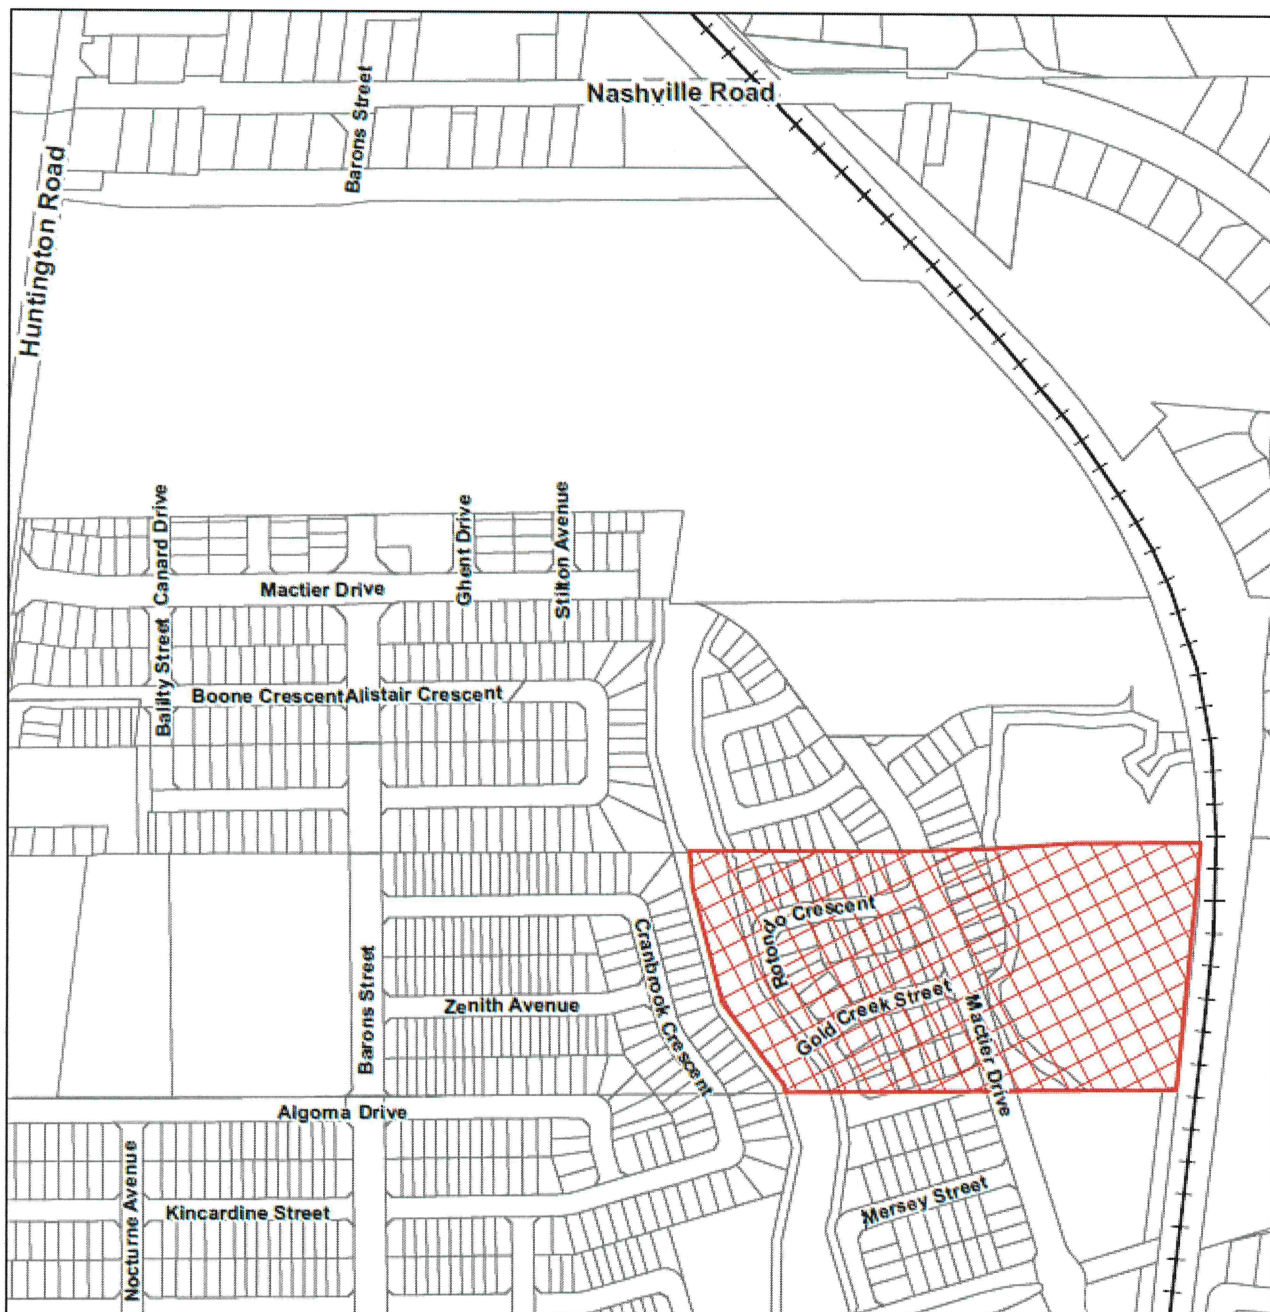 Nashville Road
Barons Street
Huntington Road
Canard Drive
Ghent Drive
Stilton Avenue
Mactier Drive
Balilty Street
Boone Crescent
Alistair Crescent
Rotondo Crescent
Cranbrook Crescent
Gold Creek Street
Zenith Avenue
Barons Street
Mactier Drive
Algoma Drive
Nocturne Avenue
Kincardine Street
Mersey Street